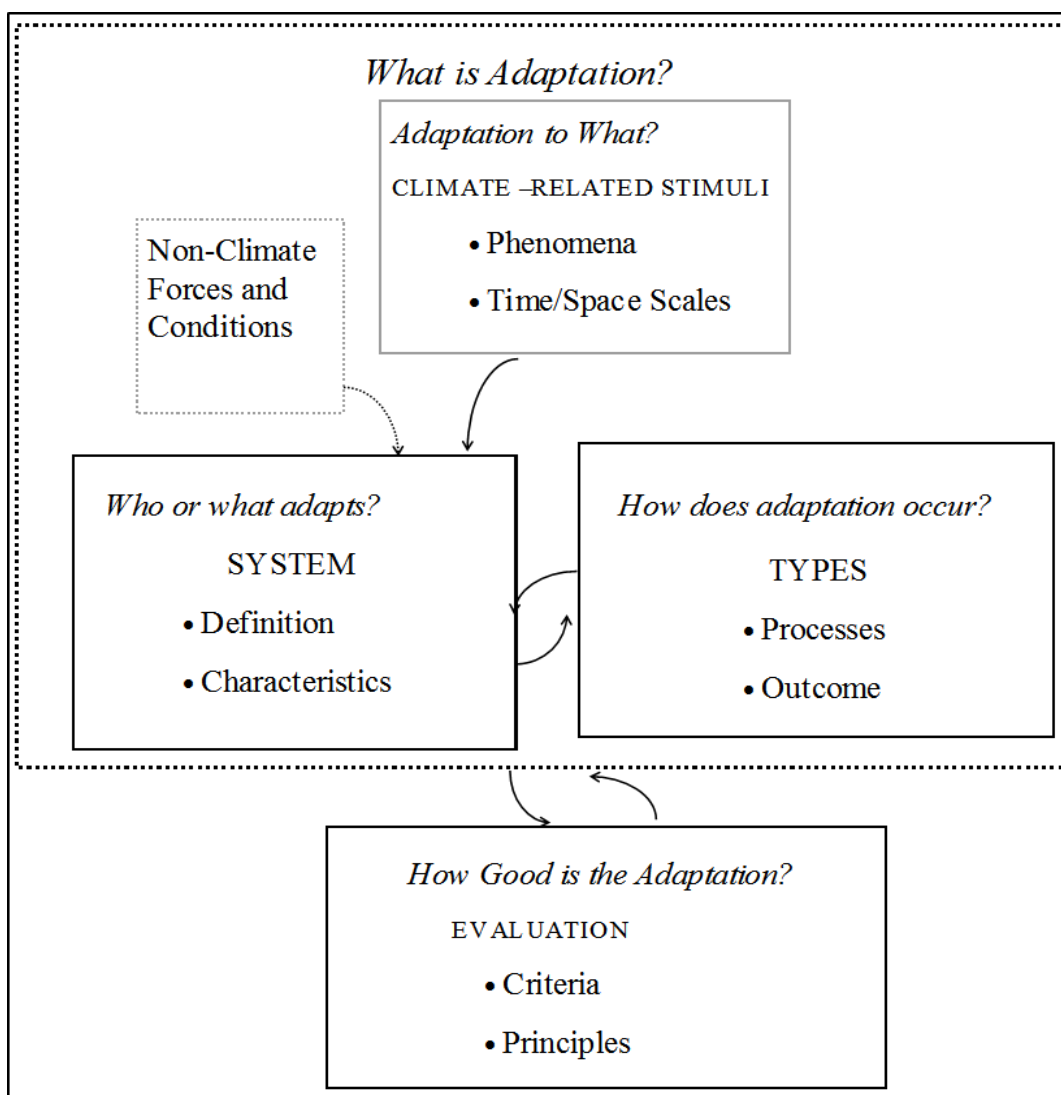 What is Adaptation?
Adaptation to What?
CLIMATE –RELATED STIMULI
• Phenomena
• Time/Space Scales
Non-Climate
Forces and
Conditions
Who or what adapts?
SYSTEM
• Definition
• Characteristics
How does adaptation occur?
TYPES
• Processes
• Outcome
How Good is the Adaptation?
EVALUATION
• Criteria
• Principles